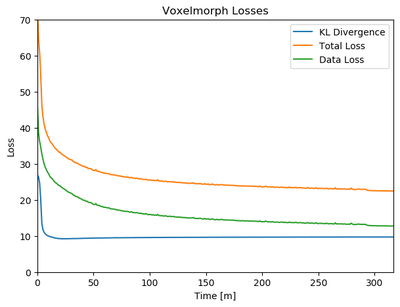 Voxelmorph Losses
KL Divergence
Total Loss
Data Loss
70
60
50
40
30
20
10
0
Loss
0 50 100 150 200 250 300
Time [m]